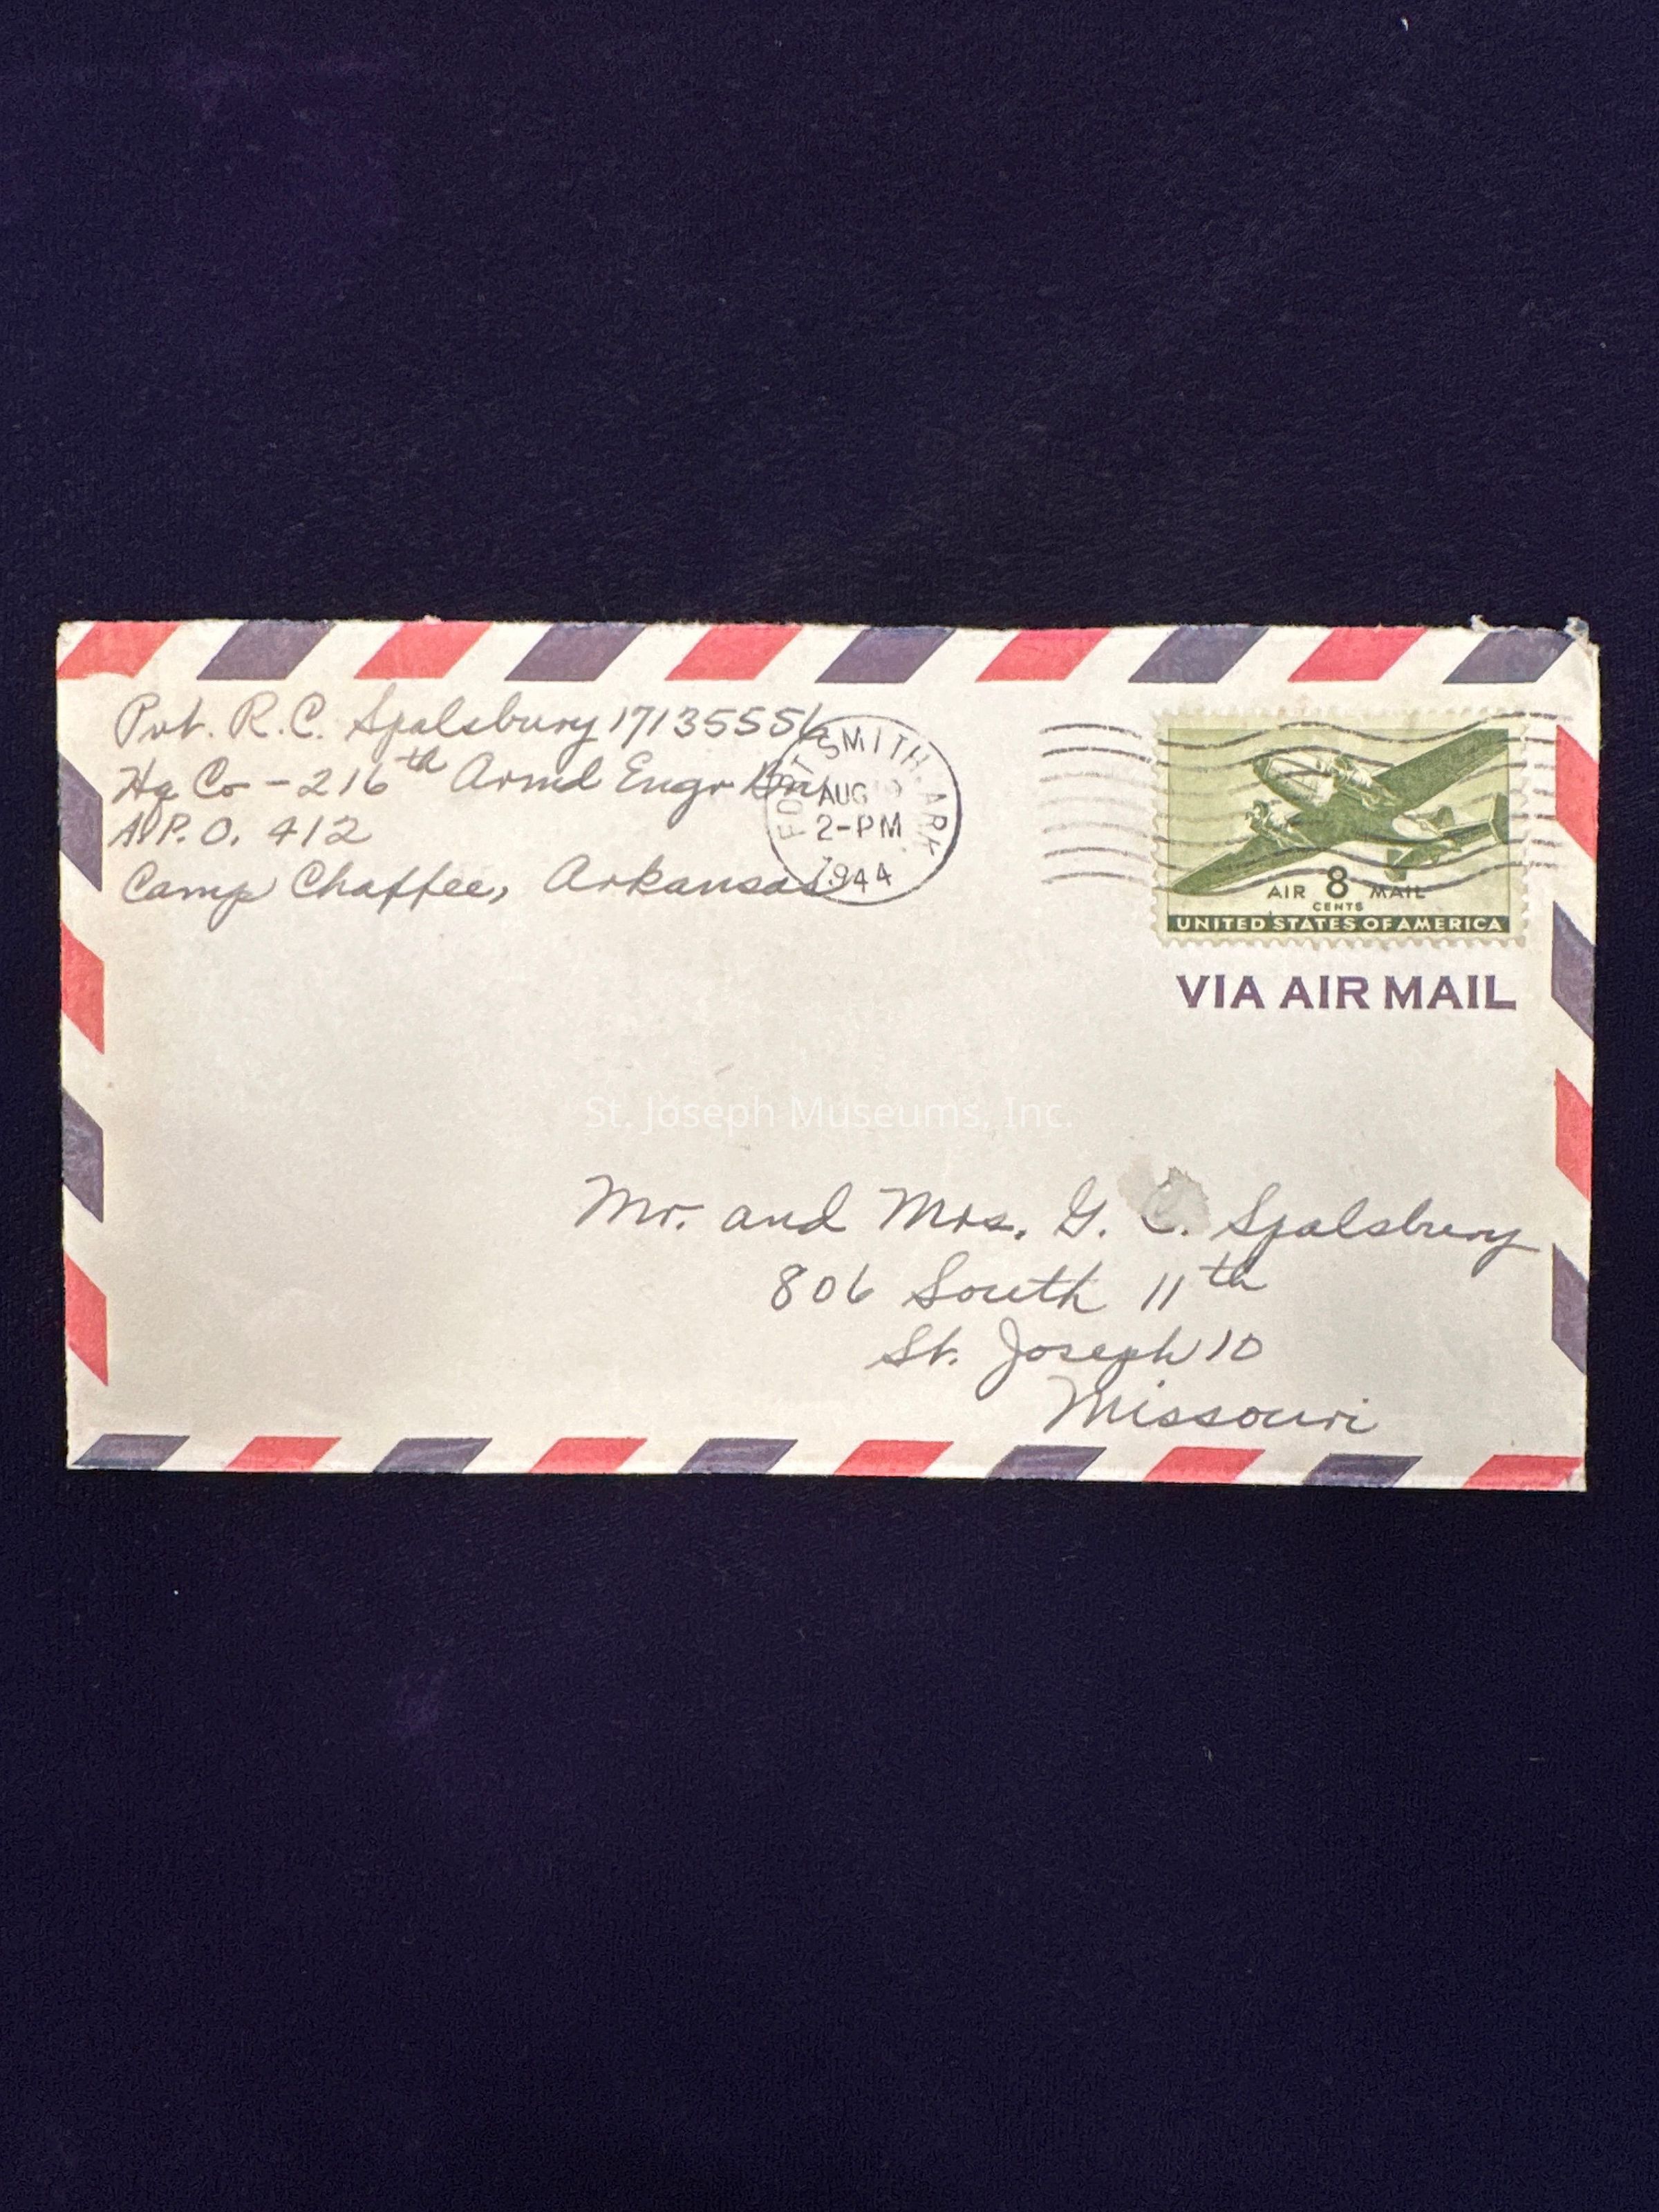 Pvt. R.C. Spalsbury 17135556
Hq Co - 216th Armd Engr Bn
A.P.O. 412
Camp Chaffee, Arkansas
FORT SMITH, ARK.
AUG
2-PM
1944
AIR 8 MAIL
CENTS
UNITED STATES OF AMERICA
VIA AIR MAIL
St. Joseph Museums, Inc.
Mr. and Mrs. G. C. Spalsbury
806 South 11th
St. Joseph 10
Missouri